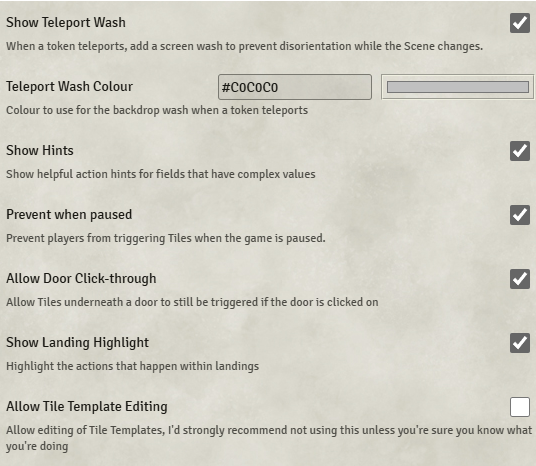 Show Teleport Wash
When a token teleports, add a screen wash to prevent disorientation while the Scene changes.
Teleport Wash Colour
#C0C0C0
Colour to use for the backdrop wash when a token teleports
Show Hints
Show helpful action hints for fields that have complex values
Prevent when paused
Prevent players from triggering Tiles when the game is paused.
Allow Door Click-through
Allow Tiles underneath a door to still be triggered if the door is clicked on
Show Landing Highlight
Highlight the actions that happen within landings
Allow Tile Template Editing
Allow editing of Tile Templates, I'd strongly recommend not using this unless you're sure you know what
you're doing